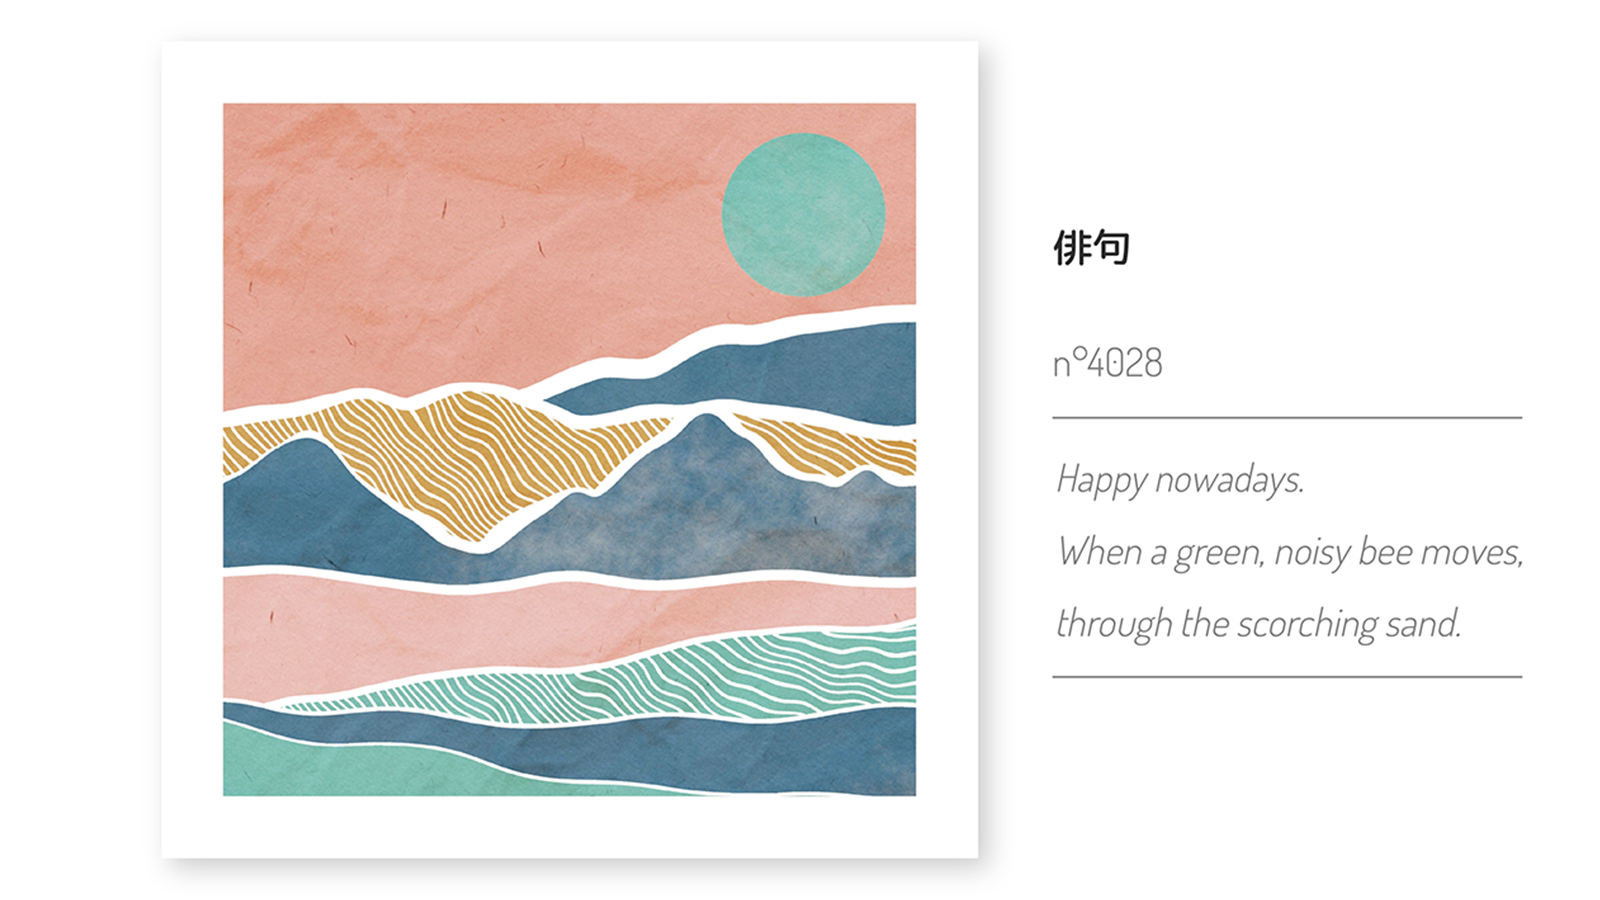 俳句
n°4028
Happy nowadays.
When a green, noisy bee moves,
through the scorching sand.